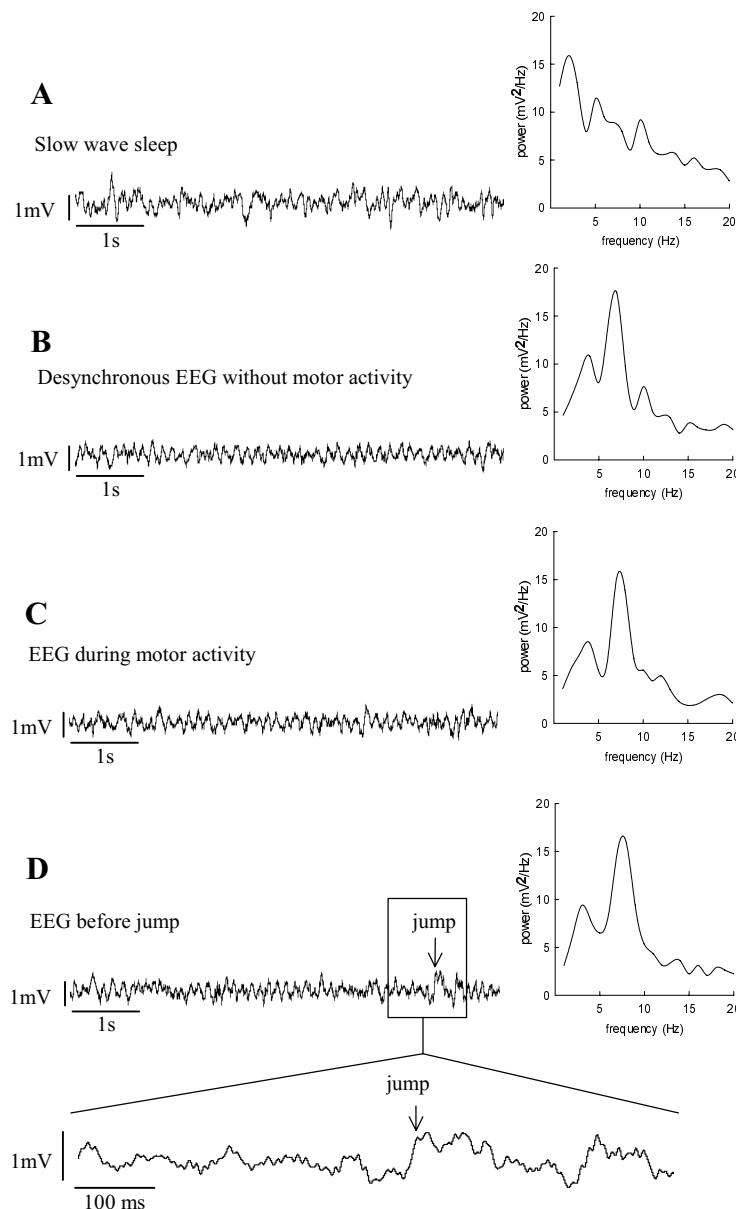 A
Slow wave sleep
1mV
1s
power (mV2/Hz)
20
15
10
5
0
5 10 15 20
frequency (Hz)
B
Desynchronous EEG without motor activity
1mV
1s
power (mV2/Hz)
20
15
10
5
0
5 10 15 20
frequency (Hz)
C
EEG during motor activity
1mV
1s
power (mV2/Hz)
20
15
10
5
0
5 10 15 20
frequency (Hz)
D
EEG before jump
jump
1mV
1s
power (mV2/Hz)
20
15
10
5
0
5 10 15 20
frequency (Hz)
jump
1mV
100 ms